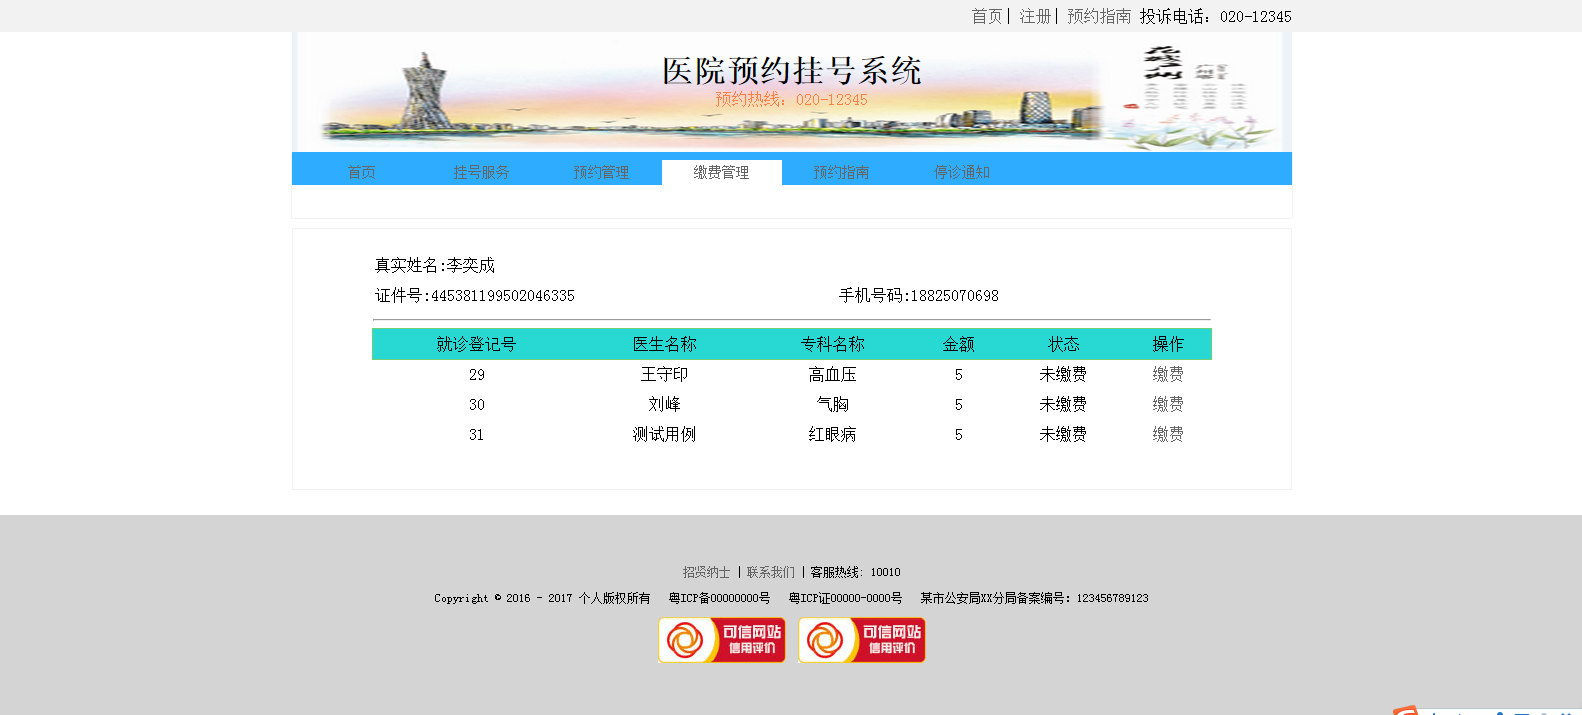 首页| 注册| 预约指南 投诉电话：020-12345
医院预约挂号系统
预约热线：020-12345
首页 挂号服务 预约管理 缴费管理 预约指南 停诊通知
真实姓名:李奕成
证件号:445381199502046335 手机号码:18825070698
就诊登记号 医生名称 专科名称 金额 状态 操作
29 王守印 高血压 5 未缴费 缴费
30 刘峰 气胸 5 未缴费 缴费
31 测试用例 红眼病 5 未缴费 缴费
招贤纳士 | 联系我们 | 客服热线: 10010
Copyright © 2016 - 2017 个人版权所有 粤ICP备00000000号 粤ICP证00000-0000号 某市公安局XX分局备案编号: 123456789123
可信网站 可信网站
信用评价 信用评价